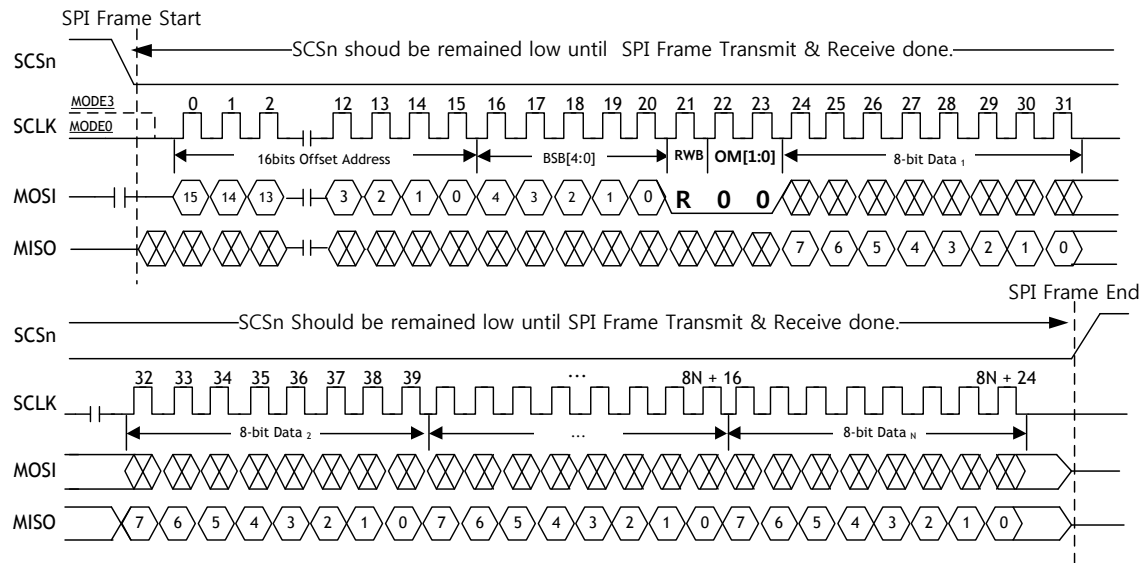 SPI Frame Start
SCSn shoud be remained low until SPI Frame Transmit & Receive done.
SCSn
MODE3
MODE0
SCLK
0 1 2 12 13 14 15 16 17 18 19 20 21 22 23 24 25 26 27 28 29 30 31
16bits Offset Address BSB[4:0] RWB OM[1:0] 8-bit Data 1
MOSI
15 14 13 3 2 1 0 4 3 2 1 0 R 0 0
MISO
7 6 5 4 3 2 1 0
SPI Frame End
SCSn Should be remained low until SPI Frame Transmit & Receive done.
SCSn
32 33 34 35 36 37 38 39 ... 8N + 16 8N + 24
SCLK
8-bit Data 2 ... 8-bit Data N
MOSI
MISO
7 6 5 4 3 2 1 0 7 6 5 4 3 2 1 0 7 6 5 4 3 2 1 0